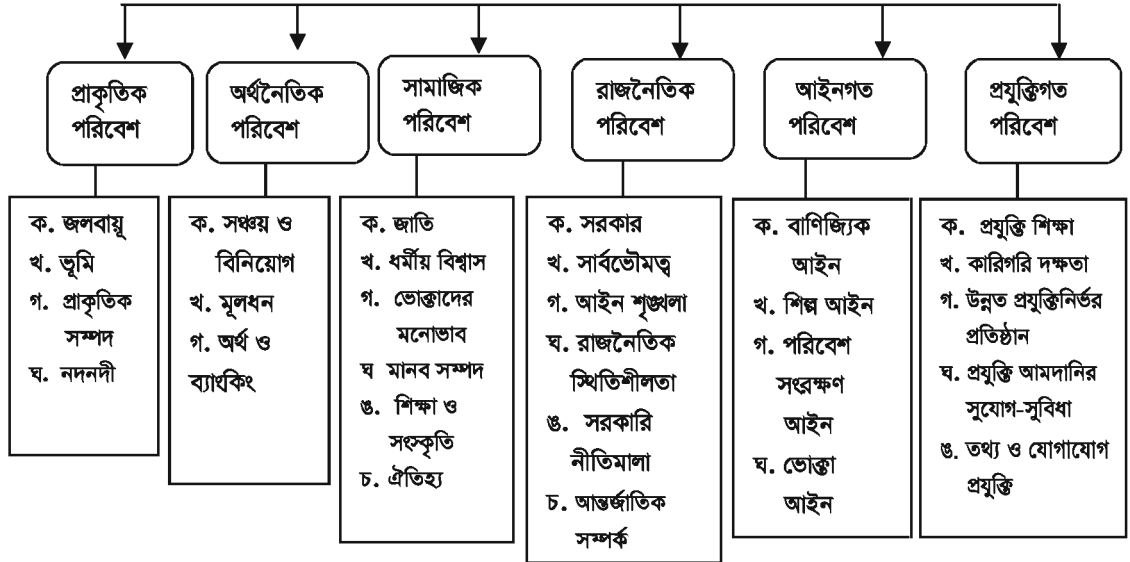 প্রাকৃতিক
পরিবেশ
অর্থনৈতিক
পরিবেশ
সামাজিক
পরিবেশ
রাজনৈতিক
পরিবেশ
আইনগত
পরিবেশ
প্রযুক্তিগত
পরিবেশ
ক. জলবায়ূ
খ. ভূমি
গ. প্রাকৃতিক
সম্পদ
ঘ. নদনদী
ক. সঞ্চয় ও
বিনিয়োগ
খ. মূলধন
গ. অর্থ ও
ব্যাংকিং
ক. জাতি
খ. ধর্মীয় বিশ্বাস
গ. ভোক্তাদের
মনোভাব
ঘ মানব সম্পদ
ঙ. শিক্ষা ও
সংস্কৃতি
চ. ঐতিহ্য
ক. সরকার
খ. সার্বভৌমত্ব
গ. আইন শৃঙ্খলা
ঘ. রাজনৈতিক
স্থিতিশীলতা
ঙ. সরকারি
নীতিমালা
চ. আন্তর্জাতিক
সম্পর্ক
ক. বাণিজ্যিক
আইন
খ. শিল্প আইন
গ. পরিবেশ
সংরক্ষণ
আইন
ঘ. ভোক্তা
আইন
ক. প্রযুক্তি শিক্ষা
খ. কারিগরি দক্ষতা
গ. উন্নত প্রযুক্তিনির্ভর
প্রতিষ্ঠান
ঘ. প্রযুক্তি আমদানির
সুযোগ-সুবিধা
ঙ. তথ্য ও যোগাযোগ
প্রযুক্তি